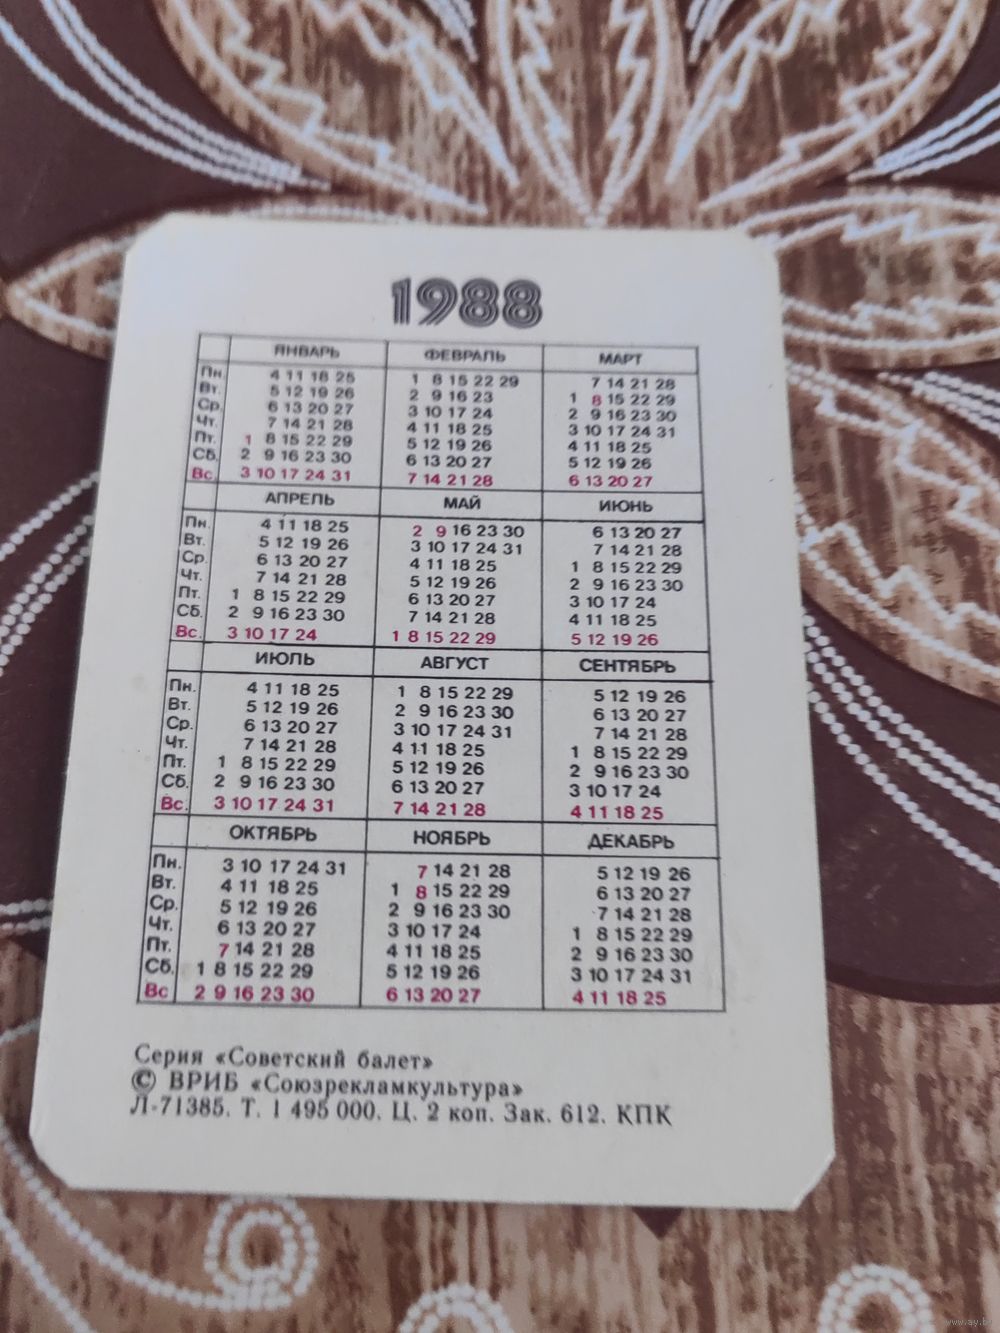 1988
ЯНВАРЬ ФЕВРАЛЬ МАРТ
Пн. 4 11 18 25 1 8 15 22 29 7 14 21 28
Вт. 5 12 19 26 2 9 16 23 1 8 15 22 29
Ср. 6 13 20 27 3 10 17 24 2 9 16 23 30
Чт. 7 14 21 28 4 11 18 25 3 10 17 24 31
Пт. 1 8 15 22 29 5 12 19 26 4 11 18 25
Сб. 2 9 16 23 30 6 13 20 27 5 12 19 26
Вс 3 10 17 24 31 7 14 21 28 6 13 20 27
АПРЕЛЬ МАЙ ИЮНЬ
Пн. 4 11 18 25 2 9 16 23 30 6 13 20 27
Вт. 5 12 19 26 3 10 17 24 31 7 14 21 28
Ср. 6 13 20 27 4 11 18 25 1 8 15 22 29
Чт. 7 14 21 28 5 12 19 26 2 9 16 23 30
Пт. 1 8 15 22 29 6 13 20 27 3 10 17 24
Сб. 2 9 16 23 30 7 14 21 28 4 11 18 25
Вс. 3 10 17 24 1 8 15 22 29 5 12 19 26
ИЮЛЬ АВГУСТ СЕНТЯБРЬ
Пн. 4 11 18 25 1 8 15 22 29 5 12 19 26
Вт. 5 12 19 26 2 9 16 23 30 6 13 20 27
Ср. 6 13 20 27 3 10 17 24 31 7 14 21 28
Чт. 7 14 21 28 4 11 18 25 1 8 15 22 29
Пт. 1 8 15 22 29 5 12 19 26 2 9 16 23 30
Сб. 2 9 16 23 30 6 13 20 27 3 10 17 24
Вс. 3 10 17 24 31 7 14 21 28 4 11 18 25
ОКТЯБРЬ НОЯБРЬ ДЕКАБРЬ
Пн. 3 10 17 24 31 7 14 21 28 5 12 19 26
Вт. 4 11 18 25 1 8 15 22 29 6 13 20 27
Ср. 5 12 19 26 2 9 16 23 30 7 14 21 28
Чт. 6 13 20 27 3 10 17 24 1 8 15 22 29
Пт. 7 14 21 28 4 11 18 25 2 9 16 23 30
Сб. 1 8 15 22 29 5 12 19 26 3 10 17 24 31
Вс 2 9 16 23 30 6 13 20 27 4 11 18 25
Серия «Советский балет»
© ВРИБ «Союзрекламкультура»
Л-71385. Т. 1 495 000. Ц. 2 коп. Зак. 612. КПК